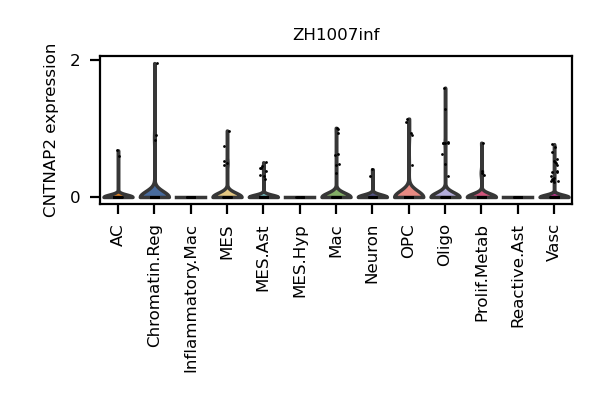 ZH1007inf
CNTNAP2 expression
2
0
AC
Chromatin.Reg
Inflammatory.Mac
MES
MES.Ast
MES.Hyp
Mac
Neuron
OPC
Oligo
Prolif.Metab
Reactive.Ast
Vasc